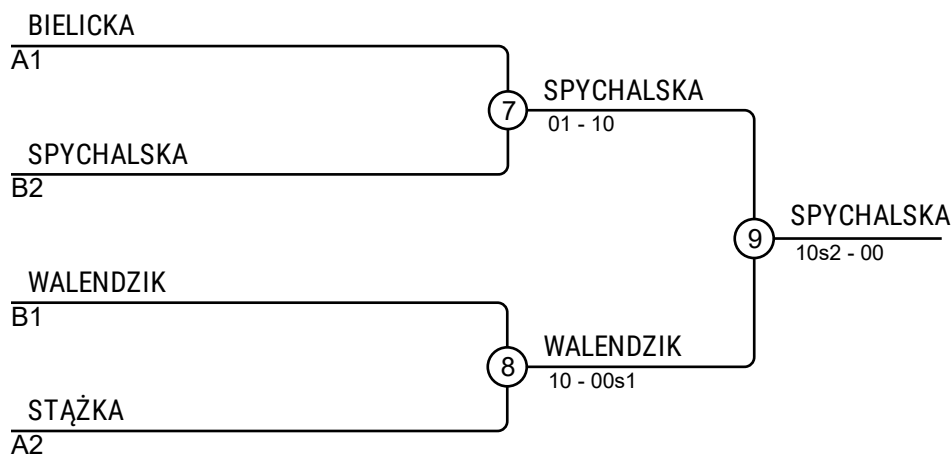 BIELICKA
A1
7
SPYCHALSKA
01 - 10
SPYCHALSKA
B2
9
SPYCHALSKA
10s2 - 00
WALENDZIK
B1
8
WALENDZIK
10 - 00s1
STĄŻKA
A2